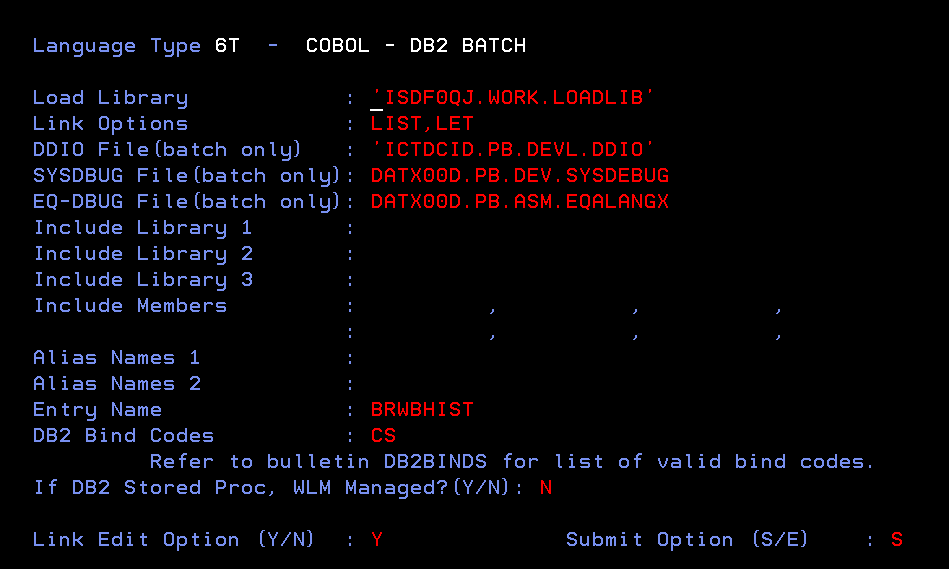 Language Type 6T - COBOL - DB2 BATCH
Load Library : 'ISDF0QJ.WORK.LOADLIB'
Link Options : LIST,LET
DDIO File(batch only) : 'ICTDCID.PB.DEVL.DDIO'
SYSDBUG File(batch only): DATX00D.PB.DEV.SYSDEBUG
EQ-DBUG File(batch only): DATX00D.PB.ASM.EQALANGX
Include Library 1 :
Include Library 2 :
Include Library 3 :
Include Members : , , ,
: , , ,
Alias Names 1 :
Alias Names 2 :
Entry Name : BRWBHIST
DB2 Bind Codes : CS
Refer to bulletin DB2BINDS for list of valid bind codes.
If DB2 Stored Proc, WLM Managed?(Y/N): N
Link Edit Option (Y/N) : Y Submit Option (S/E) : S